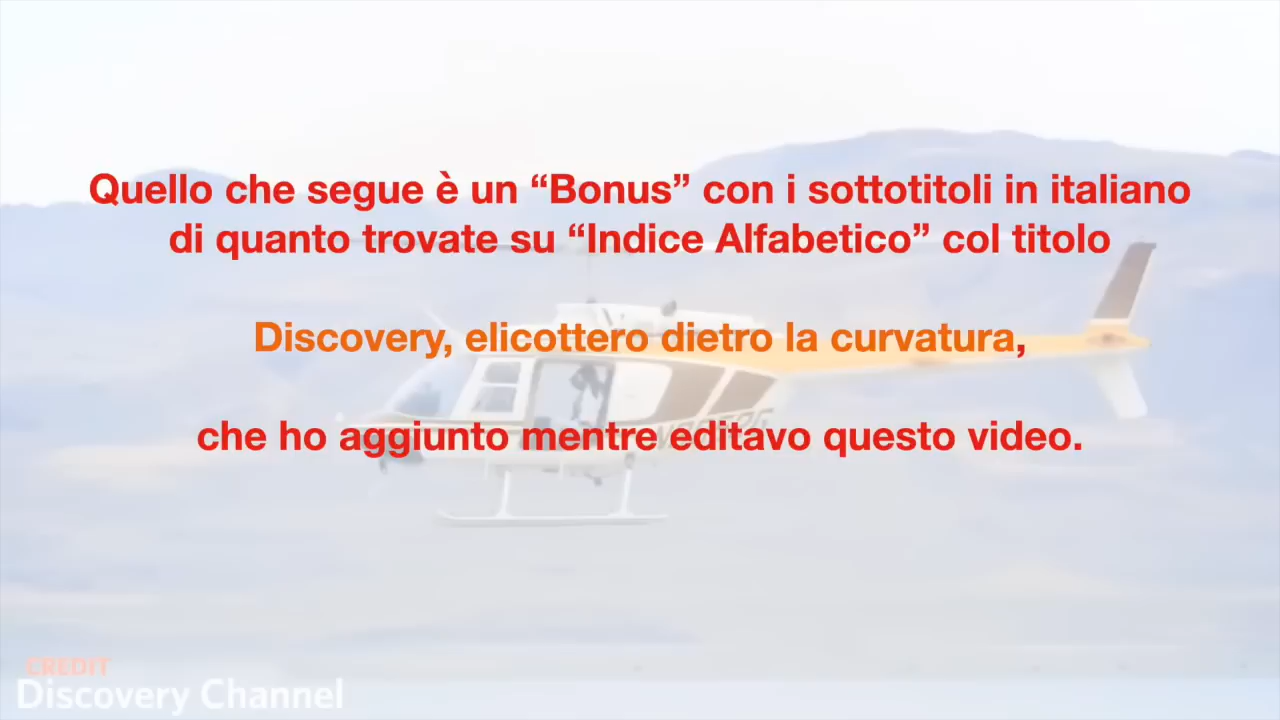 Quello che segue è un “Bonus” con i sottotitoli in italiano
di quanto trovate su “Indice Alfabetico” col titolo
Discovery, elicottero dietro la curvatura,
che ho aggiunto mentre editavo questo video.
CREDIT
Discovery Channel